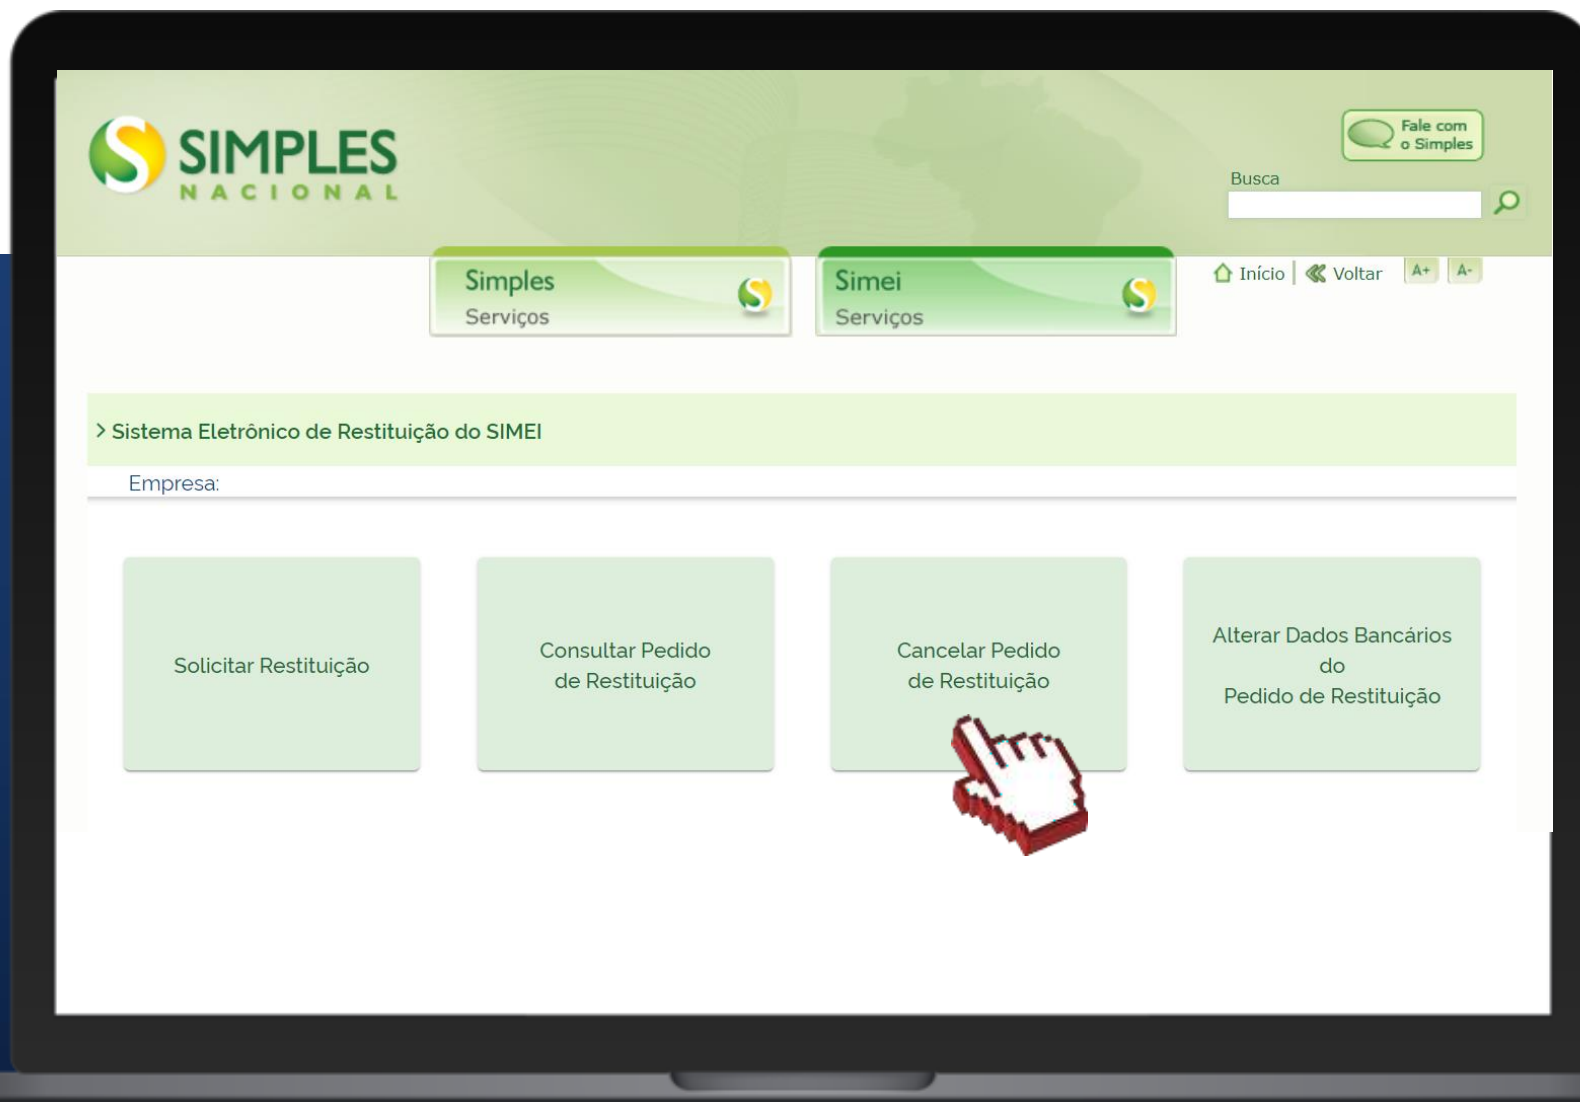 SIMPLES
NACIONAL
Fale com
o Simples
Busca
Simples
Serviços
Simei
Serviços
Início | Voltar A+ A-
> Sistema Eletrônico de Restituição do SIMEI
Empresa:
Solicitar Restituição
Consultar Pedido
de Restituição
Cancelar Pedido
de Restituição
Alterar Dados Bancários
do
Pedido de Restituição